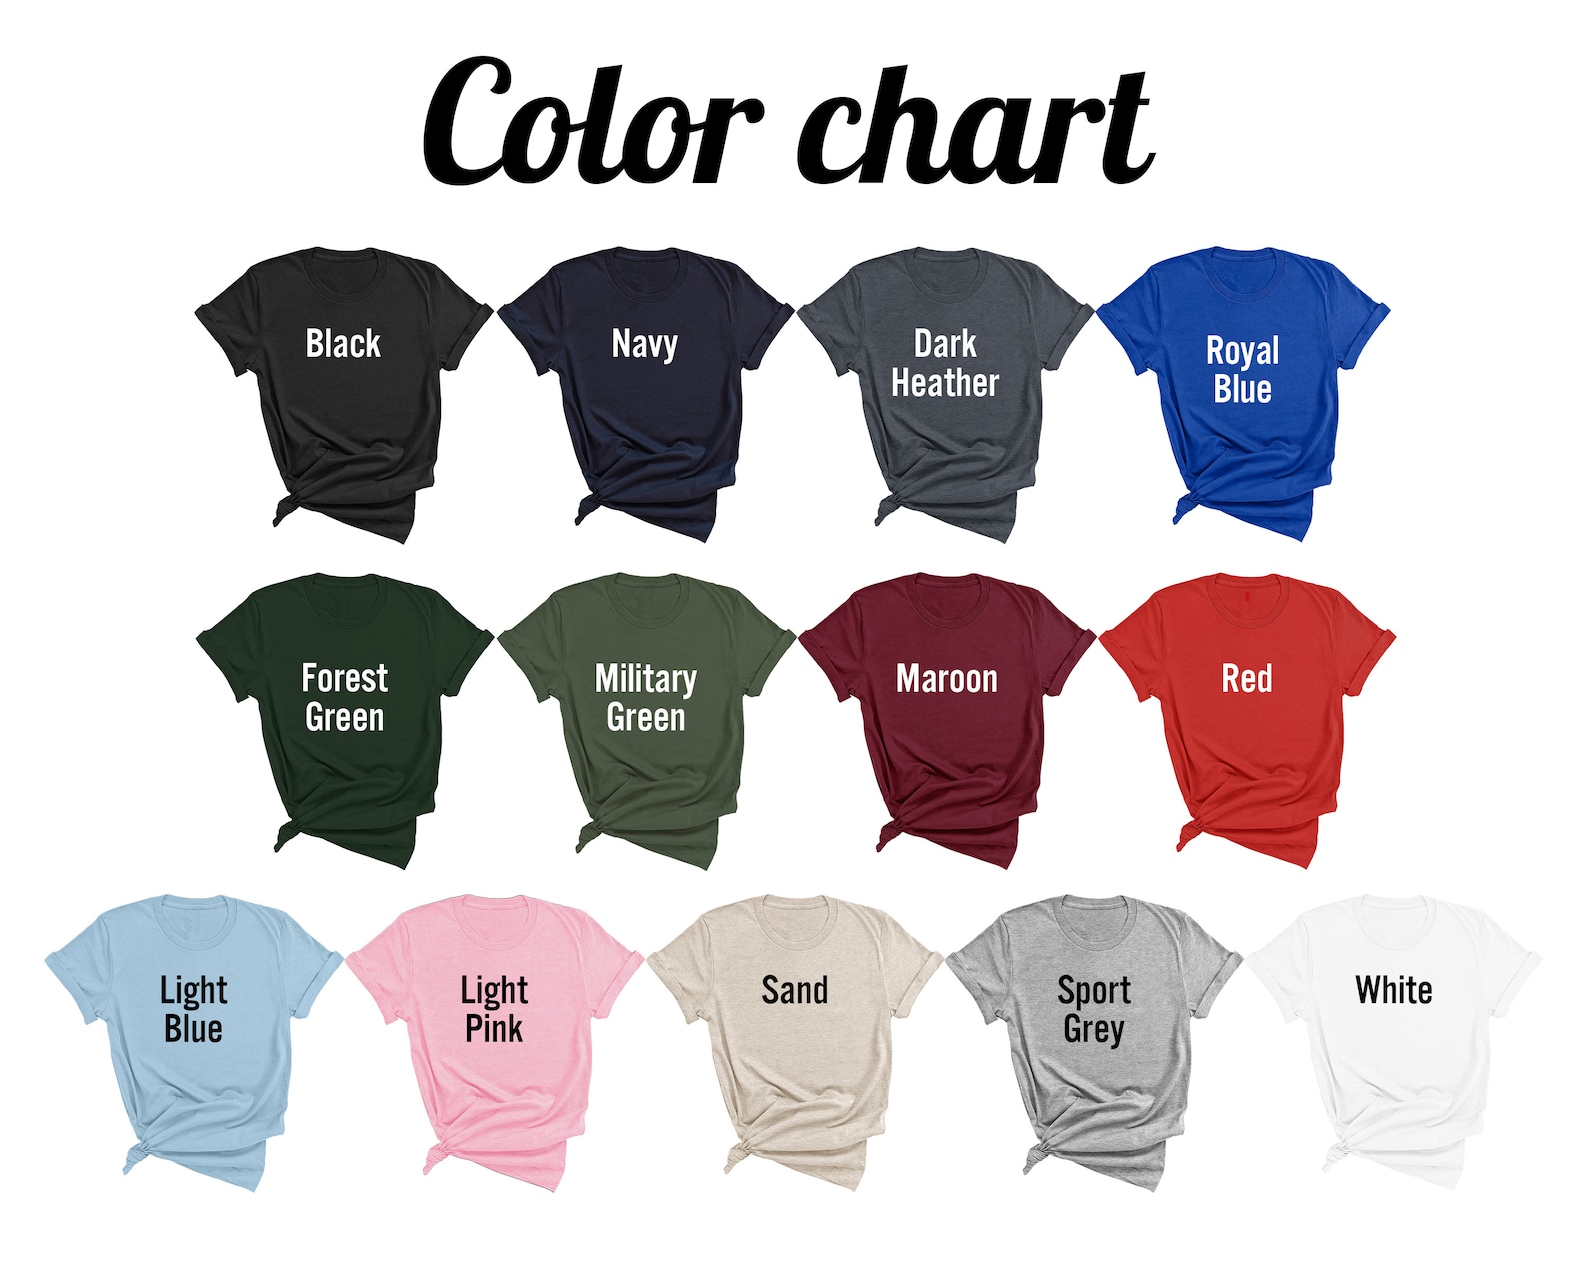 Color chart
Black
Navy
Dark
Heather
Royal
Blue
Forest
Green
Military
Green
Maroon
Red
Light
Blue
Light
Pink
Sand
Sport
Grey
White